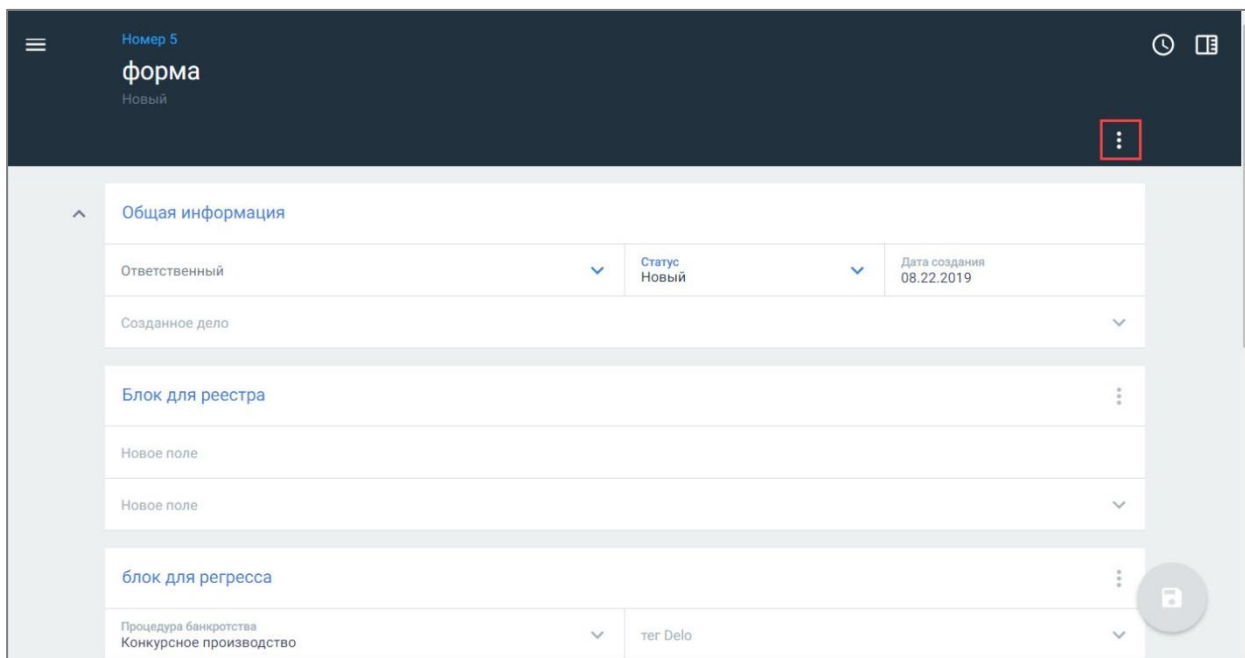 Номер 5
форма
Новый
Общая информация
Ответственный
Статус
Новый
Дата создания
08.22.2019
Созданное дело
Блок для реестра
Новое поле
Новое поле
блок для регресса
Процедура банкротства
Конкурсное производство
тег Delo